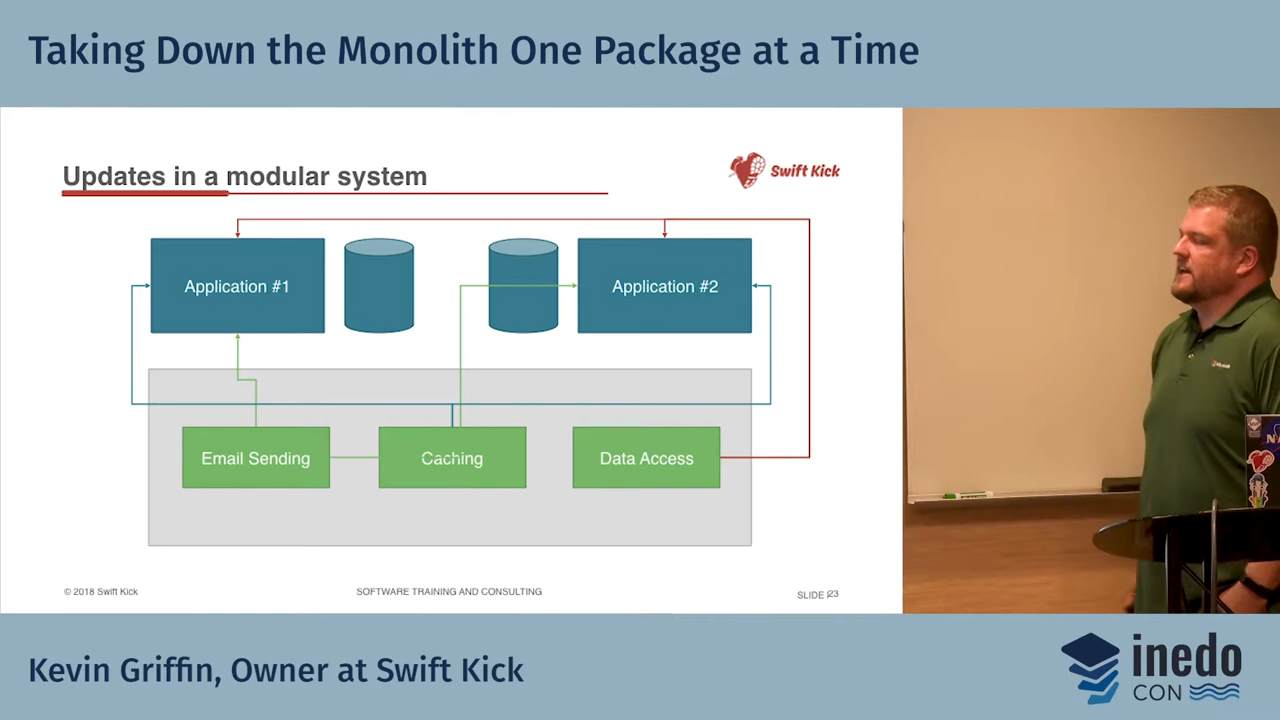 Taking Down the Monolith One Package at a Time
Updates in a modular system
Swift Kick
Application #1
Application #2
Email Sending
Caching
Data Access
© 2018 Swift Kick
SOFTWARE TRAINING AND CONSULTING
SLIDE 23
Kevin Griffin, Owner at Swift Kick
inedo
CON